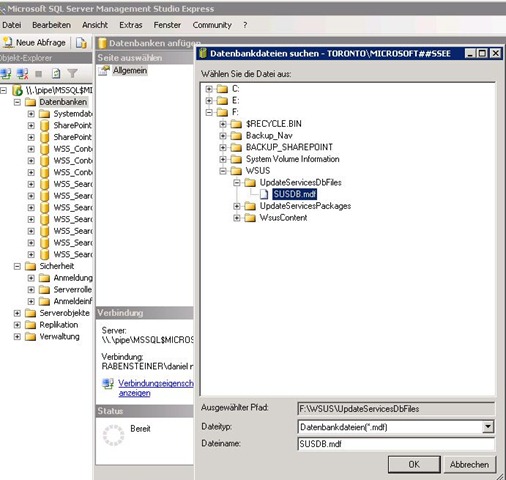 Microsoft SQL Server Management Studio Express
Datei Bearbeiten Ansicht Extras Fenster Community ?
Neue Abfrage
Objekt-Explorer
\\.\pipe\MSSQL$MI
Datenbanken
Systemdate
SharePoint
SharePoint
WSS_Conte
WSS_Conte
WSS_Conte
WSS_Searc
WSS_Searc
WSS_Searc
WSS_Searc
WSS_Searc
WSS_Searc
Sicherheit
Anmeldung
Serverrolle
Anmeldeinf
Serverobjekte
Replikation
Verwaltung
Datenbanken anfügen
Seite auswählen
Allgemein
Verbindung
Server:
\\.\pipe\MSSQL$MICROS
Verbindung:
RABENSTEINER\daniel
Verbindungseigensch
anzeigen
Status
Bereit
Datenbankdateien suchen - TORONTO\MICROSOFT##SSEE
Wählen Sie die Datei aus:
C:
E:
F:
$RECYCLE.BIN
Backup_Nav
BACKUP_SHAREPOINT
System Volume Information
WSUS
UpdateServicesDbFiles
SUSDB.mdf
UpdateServicesPackages
WsusContent
Ausgewählter Pfad: F:\WSUS\UpdateServicesDbFiles
Dateityp: Datenbankdateien(*.mdf)
Dateiname: SUSDB.mdf
OK Abbrechen